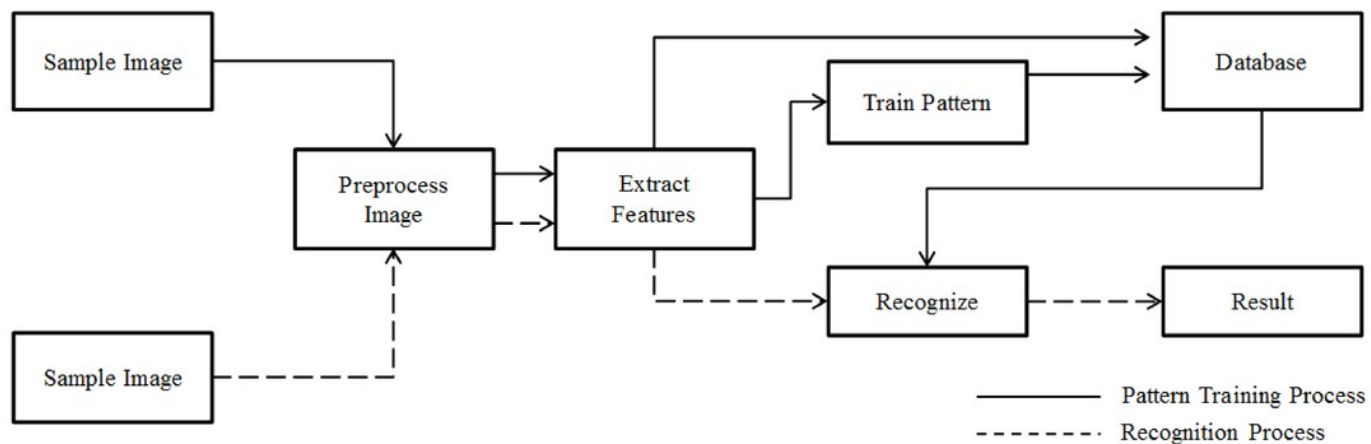 Sample Image
Database
Train Pattern
Preprocess
Image
Extract
Features
Recognize
Result
Sample Image
Pattern Training Process
Recognition Process